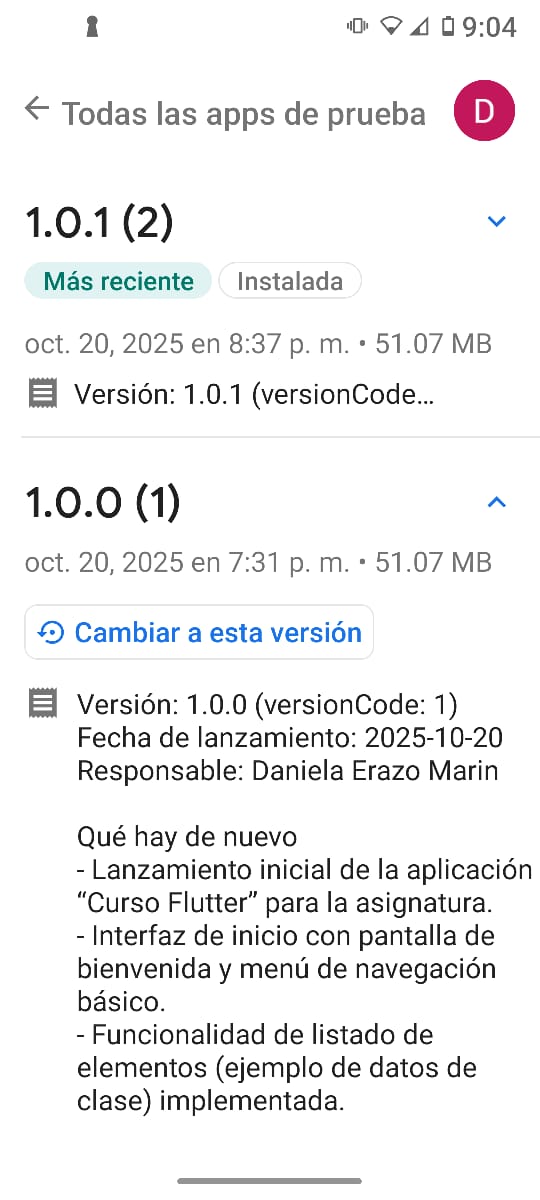 9:04
Todas las apps de prueba
D
1.0.1 (2)
Más reciente
Instalada
oct. 20, 2025 en 8:37 p. m. • 51.07 MB
Versión: 1.0.1 (versionCode...
1.0.0 (1)
oct. 20, 2025 en 7:31 p. m. • 51.07 MB
Cambiar a esta versión
Versión: 1.0.0 (versionCode: 1)
Fecha de lanzamiento: 2025-10-20
Responsable: Daniela Erazo Marin
Qué hay de nuevo
- Lanzamiento inicial de la aplicación
“Curso Flutter” para la asignatura.
- Interfaz de inicio con pantalla de
bienvenida y menú de navegación
básico.
- Funcionalidad de listado de
elementos (ejemplo de datos de
clase) implementada.